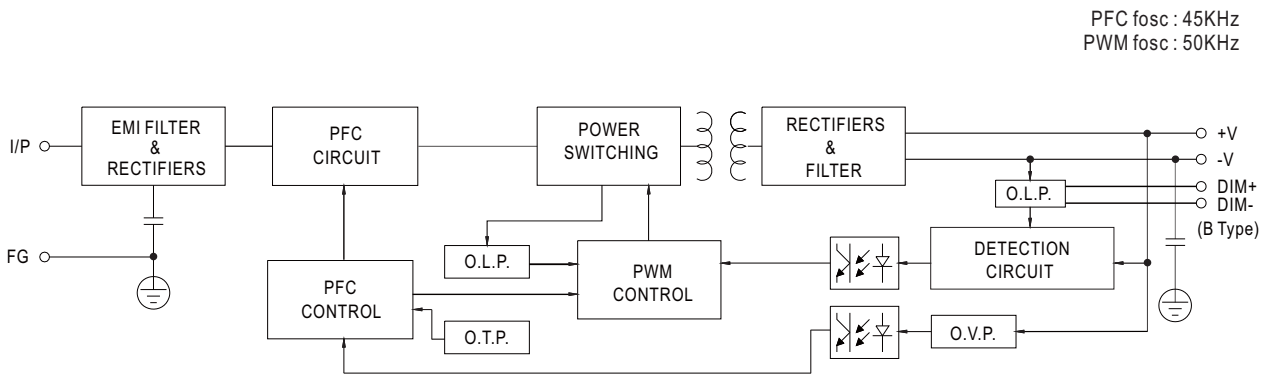 PFC fosc : 45KHz
PWM fosc : 50KHz
I/P
EMI FILTER
&
RECTIFIERS
PFC
CIRCUIT
POWER
SWITCHING
RECTIFIERS
&
FILTER
+V
-V
O.L.P.
DIM+
DIM-
(B Type)
FG
O.L.P.
PFC
CONTROL
PWM
CONTROL
DETECTION
CIRCUIT
O.T.P.
O.V.P.